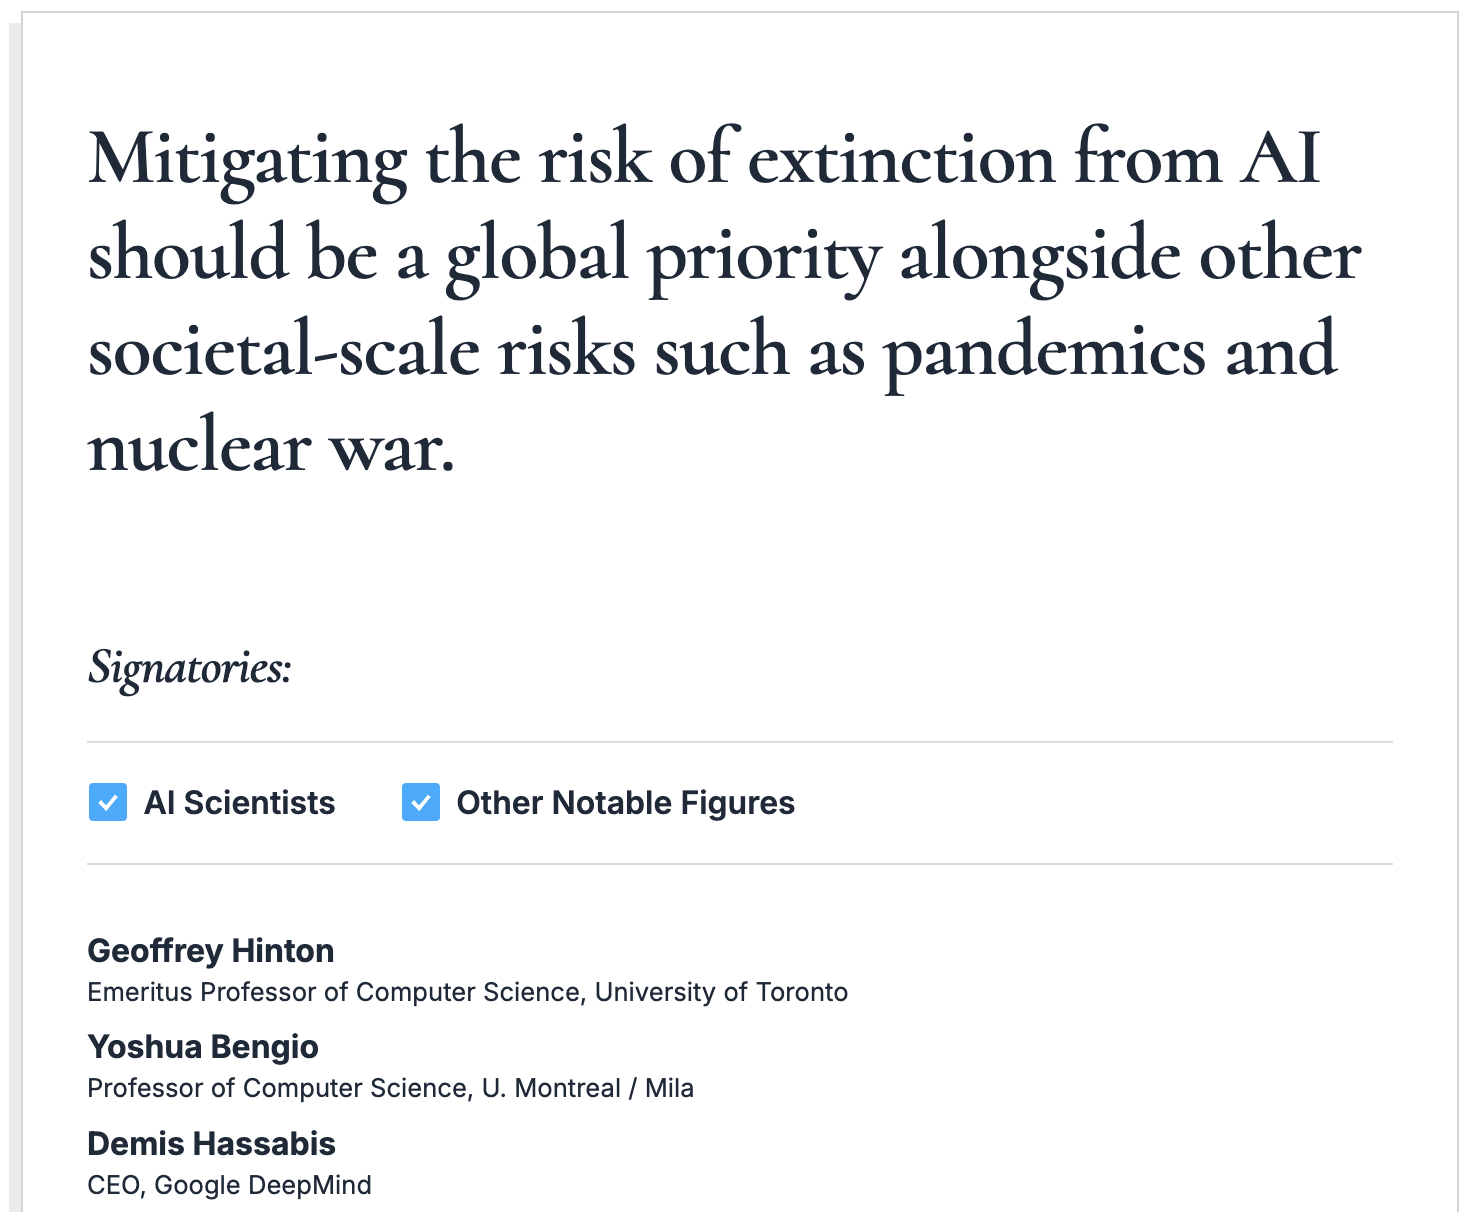 Mitigating the risk of extinction from AI
should be a global priority alongside other
societal-scale risks such as pandemics and
nuclear war.
Signatories:
AI Scientists
Other Notable Figures
Geoffrey Hinton
Emeritus Professor of Computer Science, University of Toronto
Yoshua Bengio
Professor of Computer Science, U. Montreal / Mila
Demis Hassabis
CEO, Google DeepMind